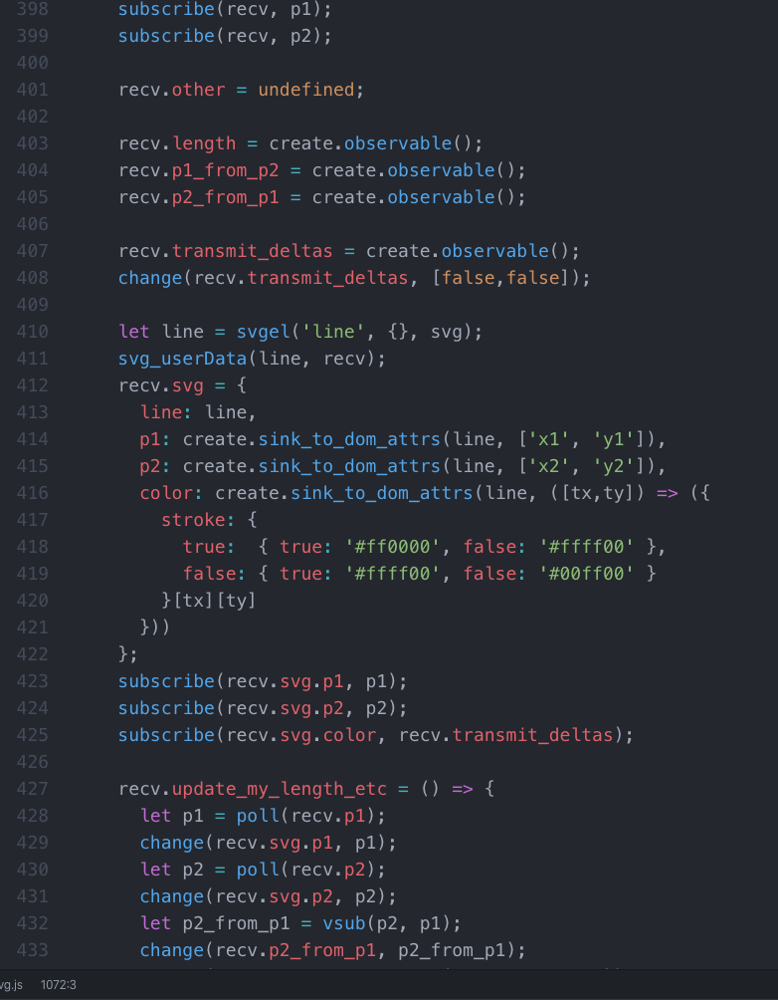 398 subscribe(recv, p1);
399 subscribe(recv, p2);
400
401 recv.other = undefined;
402
403 recv.length = create.observable();
404 recv.p1_from_p2 = create.observable();
405 recv.p2_from_p1 = create.observable();
406
407 recv.transmit_deltas = create.observable();
408 change(recv.transmit_deltas, [false,false]);
409
410 let line = svgel('line', {}, svg);
411 svg_userData(line, recv);
412 recv.svg = {
413   line: line,
414   p1: create.sink_to_dom_attrs(line, ['x1', 'y1']),
415   p2: create.sink_to_dom_attrs(line, ['x2', 'y2']),
416   color: create.sink_to_dom_attrs(line, ([tx,ty]) => ({
417     stroke: {
418       true:  { true: '#ff0000', false: '#ffff00' },
419       false: { true: '#ffff00', false: '#00ff00' }
420     }[tx][ty]
421   }))
422 };
423 subscribe(recv.svg.p1, p1);
424 subscribe(recv.svg.p2, p2);
425 subscribe(recv.svg.color, recv.transmit_deltas);
426
427 recv.update_my_length_etc = () => {
428   let p1 = poll(recv.p1);
429   change(recv.svg.p1, p1);
430   let p2 = poll(recv.p2);
431   change(recv.svg.p2, p2);
432   let p2_from_p1 = vsub(p2, p1);
433   change(recv.p2_from_p1, p2_from_p1);
vg.js 1072:3